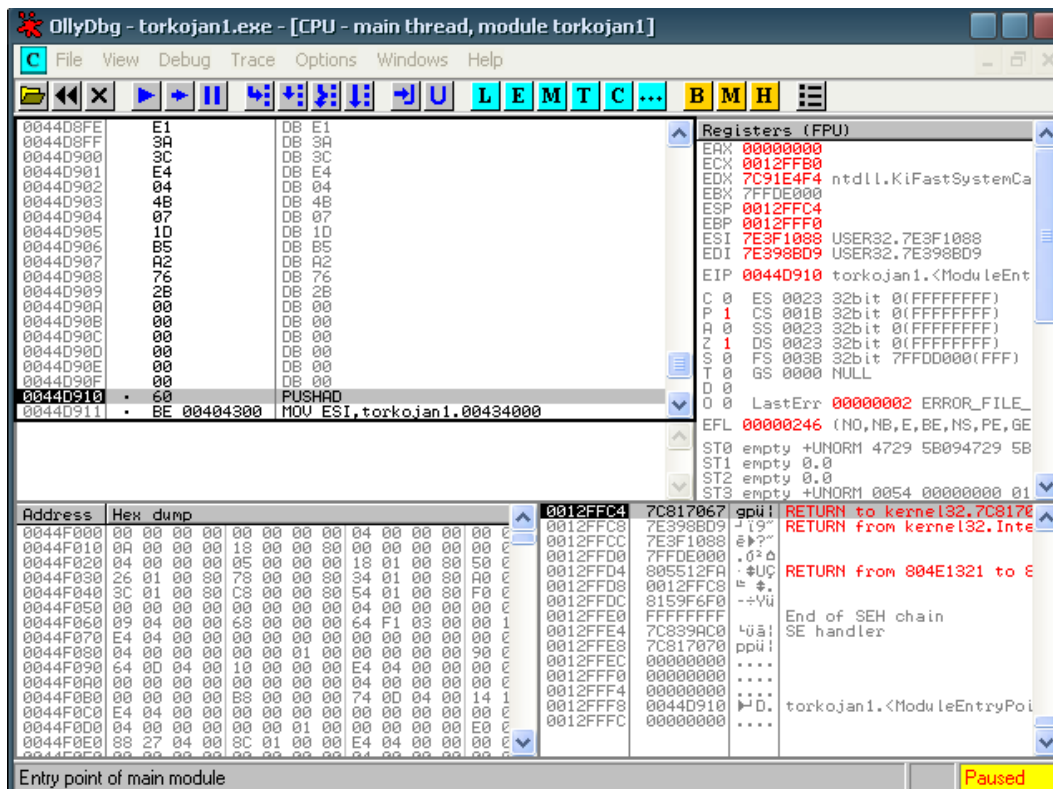 OllyDbg - torkojan1.exe - [CPU - main thread, module torkojan1]
C File View Debug Trace Options Windows Help
L E M T C ... B M H
0044D8FE E1 DB E1
0044D8FF 3A DB 3A
0044D900 3C DB 3C
0044D901 E4 DB E4
0044D902 04 DB 04
0044D903 4B DB 4B
0044D904 07 DB 07
0044D905 1D DB 1D
0044D906 B5 DB B5
0044D907 A2 DB A2
0044D908 76 DB 76
0044D909 2B DB 2B
0044D90A 00 DB 00
0044D90B 00 DB 00
0044D90C 00 DB 00
0044D90D 00 DB 00
0044D90E 00 DB 00
0044D90F 00 DB 00
0044D910 . 60 PUSHAD
0044D911 . BE 00404300 MOV ESI,torkojan1.00434000
Registers (FPU)
EAX 00000000
ECX 0012FFB0
EDX 7C91E4F4 ntdll.KiFastSystemCa
EBX 7FFDE000
ESP 0012FFC4
EBP 0012FFF0
ESI 7E3F1088 USER32.7E3F1088
EDI 7E398BD9 USER32.7E398BD9
EIP 0044D910 torkojan1.<ModuleEnt
C 0 ES 0023 32bit 0(FFFFFFFF)
P 1 CS 001B 32bit 0(FFFFFFFF)
A 0 SS 0023 32bit 0(FFFFFFFF)
Z 1 DS 0023 32bit 0(FFFFFFFF)
S 0 FS 003B 32bit 7FFDD000(FFF)
T 0 GS 0000 NULL
D 0
O 0 LastErr 00000002 ERROR_FILE_
EFL 00000246 (NO,NB,E,BE,NS,PE,GE
ST0 empty +UNORM 4729 5B094729 5B
ST1 empty 0.0
ST2 empty 0.0
ST3 empty +UNORM 0054 00000000 01
Address Hex dump
0044F000 00 00 00 00 00 00 00 00 04 00 00 00 00 00
0044F010 0A 00 00 00 18 00 00 80 00 00 00 00 00 00
0044F020 04 00 00 00 05 00 00 00 18 01 00 80 50
0044F030 26 01 00 80 78 00 00 80 34 01 00 80 A0
0044F040 3C 01 00 80 C8 00 00 80 54 01 00 80 F0
0044F050 00 00 00 00 00 00 00 00 04 00 00 00 00 00
0044F060 09 04 00 00 68 00 00 00 64 F1 03 00 00 00
0044F070 E4 04 00 00 00 00 00 00 00 00 00 00 00 00
0044F080 04 00 00 00 00 00 01 00 00 00 00 00 90
0044F090 64 0D 04 00 10 00 00 00 E4 04 00 00 00 00
0044F0A0 00 00 00 00 00 00 00 00 04 00 00 00 00 00
0044F0B0 00 00 00 00 B8 00 00 00 74 0D 04 00 14
0044F0C0 E4 04 00 00 00 00 00 00 00 00 00 00 00 00
0044F0D0 04 00 00 00 00 00 01 00 00 00 00 00 E0
0044F0E0 88 27 04 00 8C 01 00 00 E4 04 00 00 00 00
0012FFC4 7C817067 gpü¦ RETURN to kernel32.7C8170
0012FFC8 7E398BD9 ┘ï9~ RETURN from kernel32.Inte
0012FFCC 7E3F1088 ê►?~
0012FFD0 7FFDE000
0012FFD4 805512FA RETURN from 804E1321 to 8
0012FFD8 0012FFC8
0012FFDC 8159F6F0
0012FFE0 FFFFFFFF End of SEH chain
0012FFE4 7C839AC0 SE handler
0012FFE8 7C817070 ppü¦
0012FFEC 00000000 ....
0012FFF0 00000000 ....
0012FFF4 00000000 ....
0012FFF8 0044D910 torkojan1.<ModuleEntryPoi
0012FFFC 00000000 ....
Entry point of main module
Paused